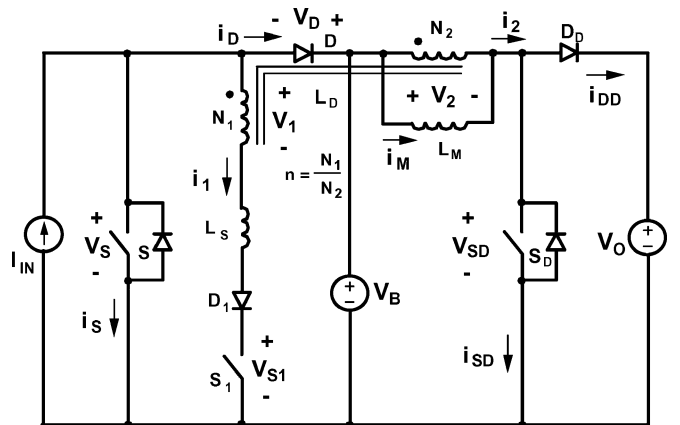 - V_D +
i_D
D
N_2
i_2
D_D
i_DD
N_1
L_D
+ V_1 -
+ V_2 -
i_M
L_M
n = N_1 / N_2
i_1
L_S
I_IN
+ V_S -
S
i_S
D_1
S_1
+ V_S1 -
+ - V_B
+ V_SD -
S_D
i_SD
V_O + -